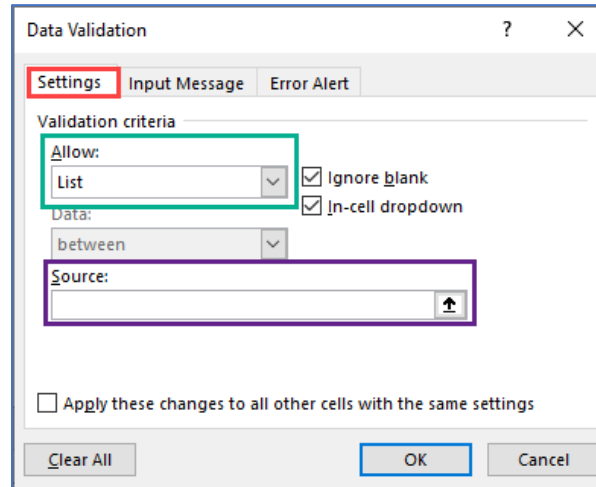 Data Validation ?
Settings Input Message Error Alert
Validation criteria
Allow:
List Ignore blank
In-cell dropdown
Data:
between
Source:
Apply these changes to all other cells with the same settings
Clear All OK Cancel